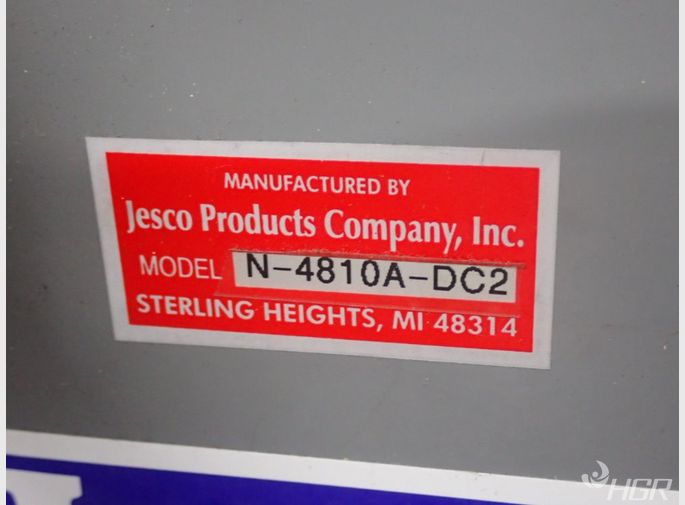 MANUFACTURED BY
Jesco Products Company, Inc.
MODEL N-4810A-DC2
STERLING HEIGHTS, MI 48314
HGR